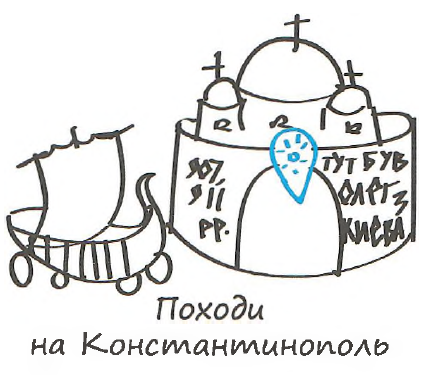 907,
911
РР.
ТУТ БУВ
ОЛЕГ З
КИЄВА
Походи
на Константинополь